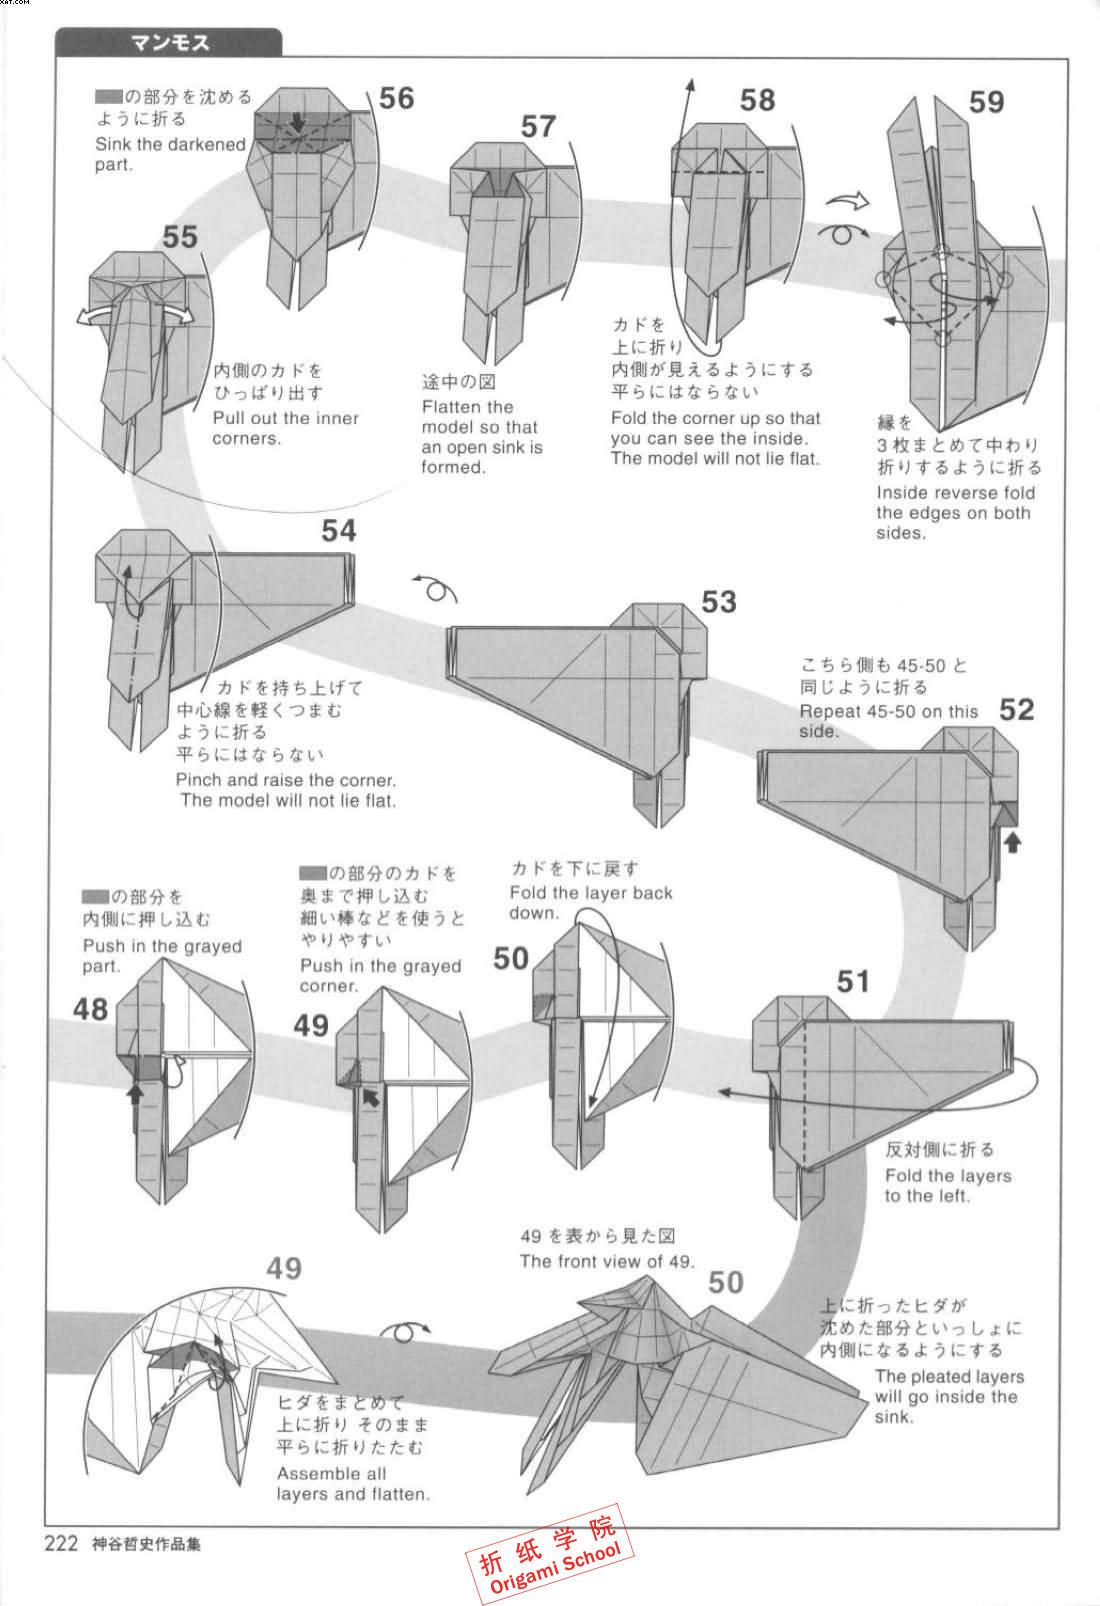 XAT.COM
マンモス
56
の部分を沈める
ように折る
Sink the darkened
part.
57
途中の図
Flatten the
model so that
an open sink is
formed.
58
カドを
上に折り
内側が見えるようにする
平らにはならない
Fold the corner up so that
you can see the inside.
The model will not lie flat.
59
縁を
3枚まとめて中わり
折りするように折る
Inside reverse fold
the edges on both
sides.
55
内側のカドを
ひっぱり出す
Pull out the inner
corners.
54
カドを持ち上げて
中心線を軽くつまむ
ように折る
平らにはならない
Pinch and raise the corner.
The model will not lie flat.
53
こちら側も 45-50 と
同じように折る
Repeat 45-50 on this
side.
52
の部分を
内側に押し込む
Push in the grayed
part.
48
の部分のカドを
奥まで押し込む
細い棒などを使うと
やりやすい
Push in the grayed
corner.
49
カドを下に戻す
Fold the layer back
down.
50
51
反対側に折る
Fold the layers
to the left.
49
ヒダをまとめて
上に折り そのまま
平らに折りたたむ
Assemble all
layers and flatten.
49 を表から見た図
The front view of 49.
50
上に折ったヒダが
沈めた部分といっしょに
内側になるようにする
The pleated layers
will go inside the
sink.
222 神谷哲史作品集
折纸学院
Origami School